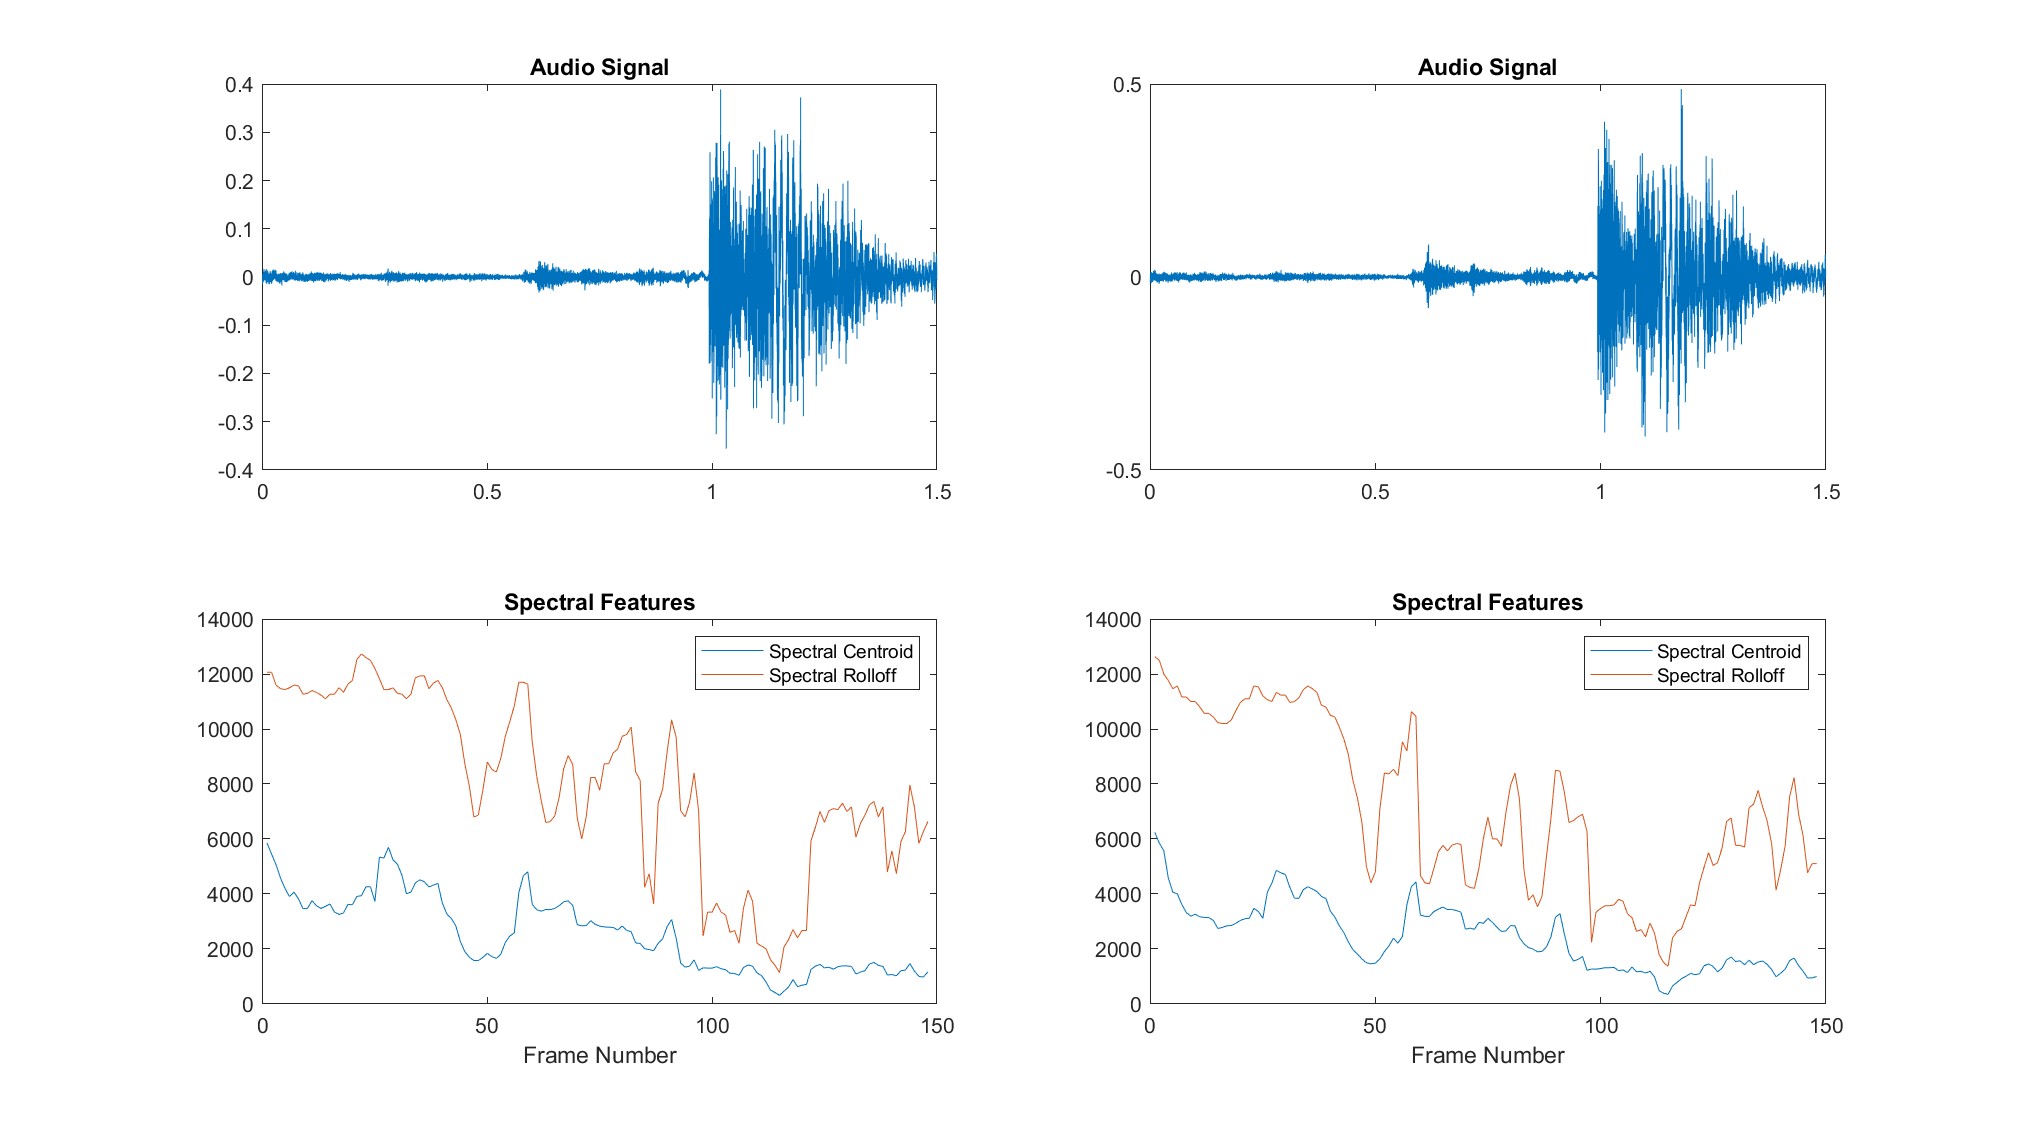 Audio Signal
0.4
0.3
0.2
0.1
0
-0.1
-0.2
-0.3
-0.4
0 0.5 1 1.5
Audio Signal
0.5
0
-0.5
0 0.5 1 1.5
Spectral Features
14000
12000
10000
8000
6000
4000
2000
0
Spectral Centroid
Spectral Rolloff
0 50 100 150
Frame Number
Spectral Features
14000
12000
10000
8000
6000
4000
2000
0
Spectral Centroid
Spectral Rolloff
0 50 100 150
Frame Number